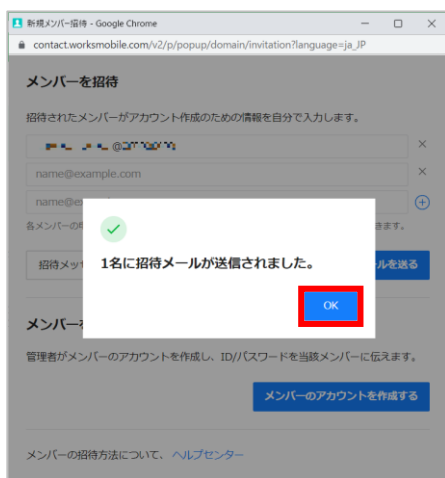 新規メンバー招待 - Google Chrome
contact.worksmobile.com/v2/p/popup/domain/invitation?language=ja_JP
メンバーを招待
招待されたメンバーがアカウント作成のための情報を自分で入力します。
@
name@example.com
name@e
各メンバーの
きます。
招待メッ
ルを送る
1名に招待メールが送信されました。
OK
メンバー
管理者がメンバーのアカウントを作成し、ID/パスワードを当該メンバーに伝えます。
メンバーのアカウントを作成する
メンバーの招待方法について、 ヘルプセンター